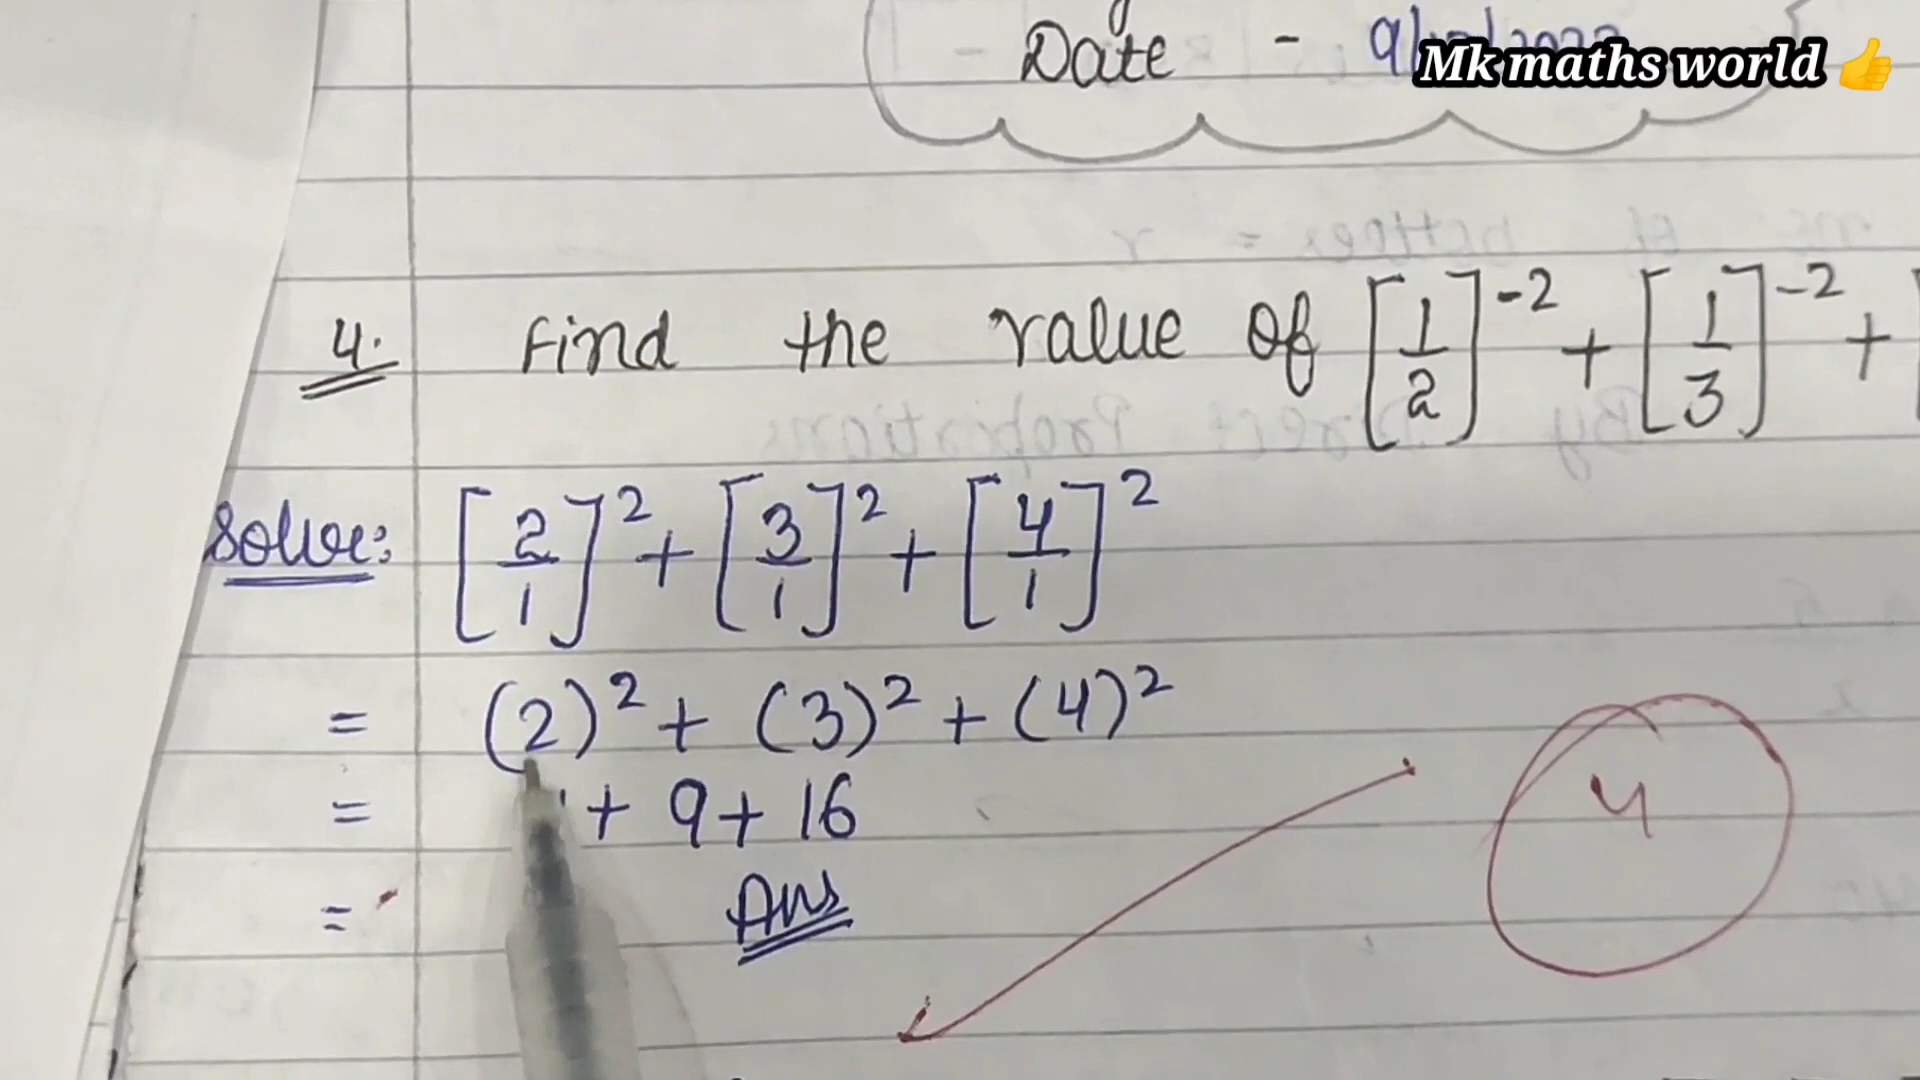 Date -
Mk maths world 👍
4. Find the value of [1/2]^-2 + [1/3]^-2 + [
Solve: [2/1]^2 + [3/1]^2 + [4/1]^2
= (2)^2 + (3)^2 + (4)^2
= + 9 + 16
= Ans
4